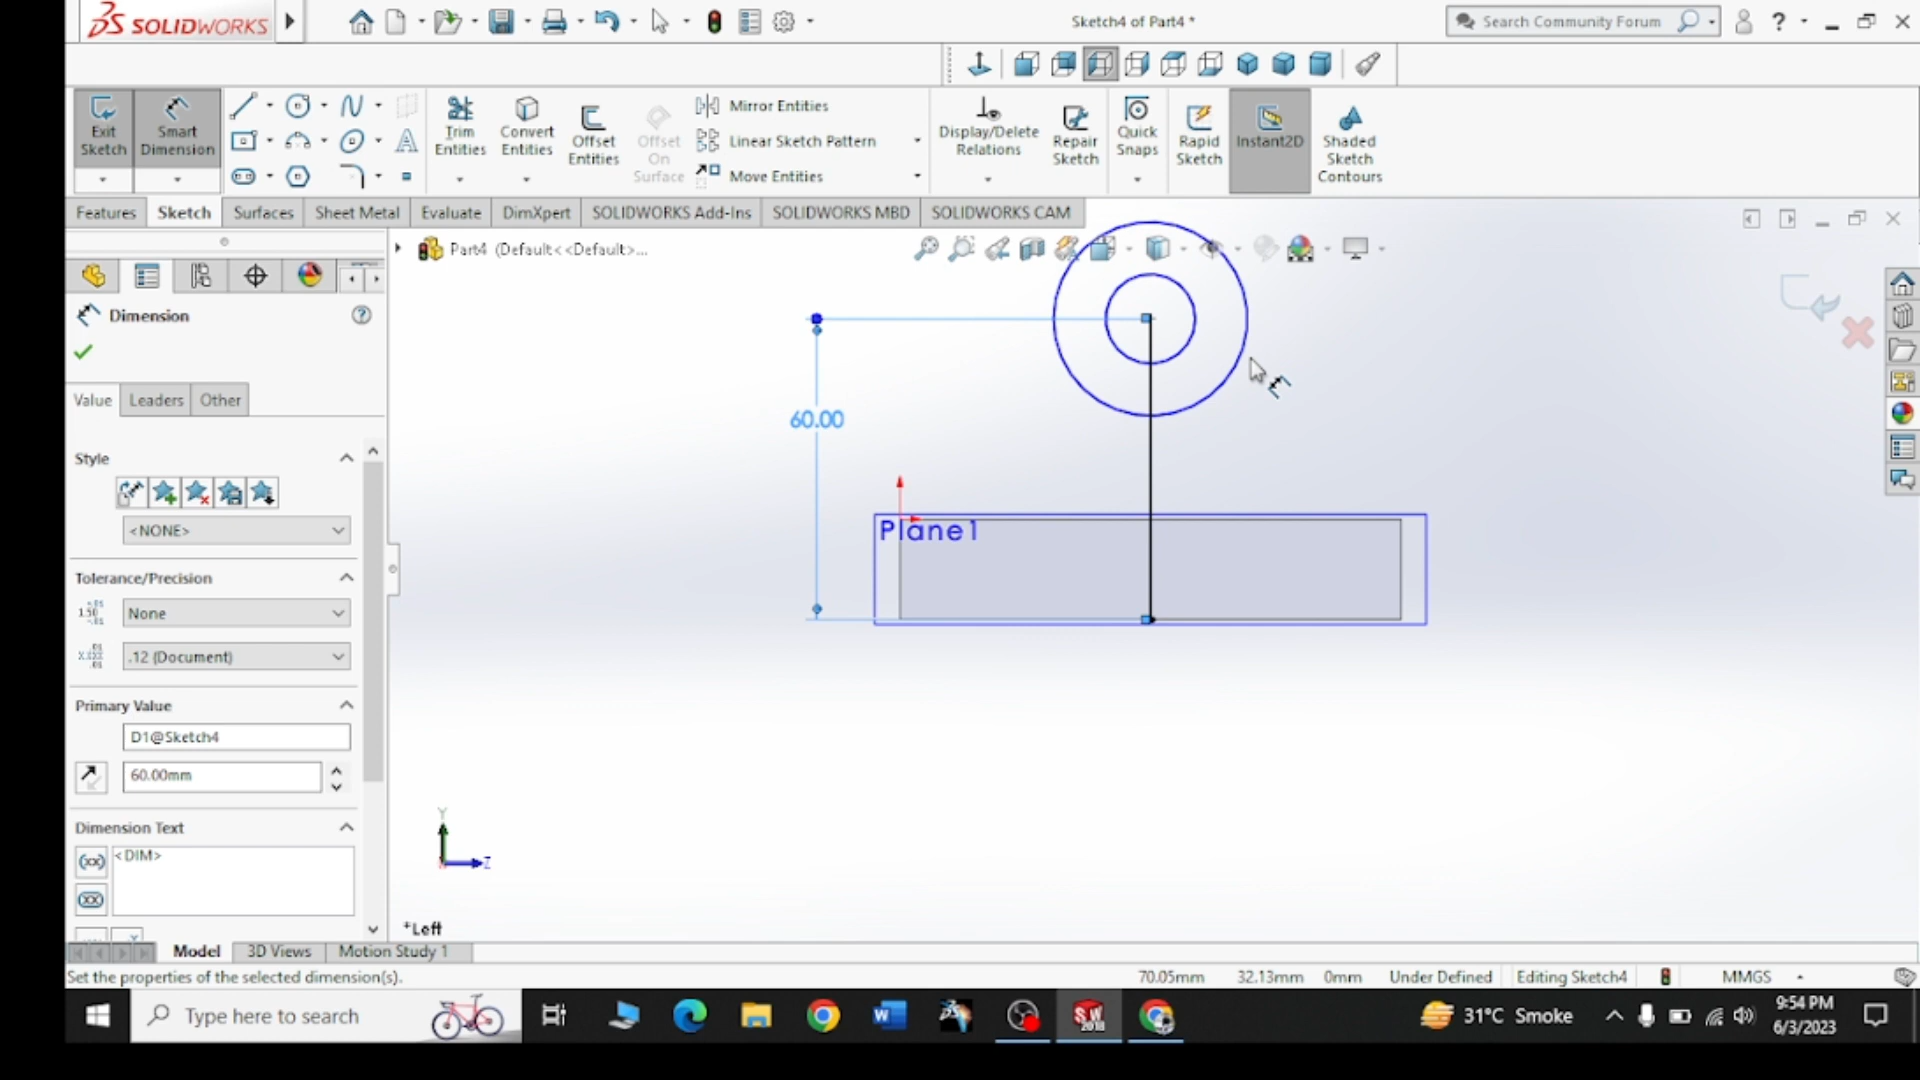 SOLIDWORKS
Sketch4 of Part4 *
Search Community Forum
?
Exit Sketch
Smart Dimension
Trim Entities
Convert Entities
Offset Entities
Offset On Surface
Mirror Entities
Linear Sketch Pattern
Move Entities
Display/Delete Relations
Repair Sketch
Quick Snaps
Rapid Sketch
Instant2D
Shaded Sketch Contours
Features Sketch Surfaces Sheet Metal Evaluate DimXpert SOLIDWORKS Add-Ins SOLIDWORKS MBD SOLIDWORKS CAM
Part4 (Default<<Default>...
Dimension
Value Leaders Other
Style
<NONE>
Tolerance/Precision
None
.12 (Document)
Primary Value
D1@Sketch4
60.00mm
Dimension Text
<DIM>
60.00
Plane1
Y
Z
*Left
Model 3D Views Motion Study 1
Set the properties of the selected dimension(s).
70.05mm 32.13mm 0mm Under Defined Editing Sketch4 MMGS
Type here to search
31°C Smoke
9:54 PM
6/3/2023